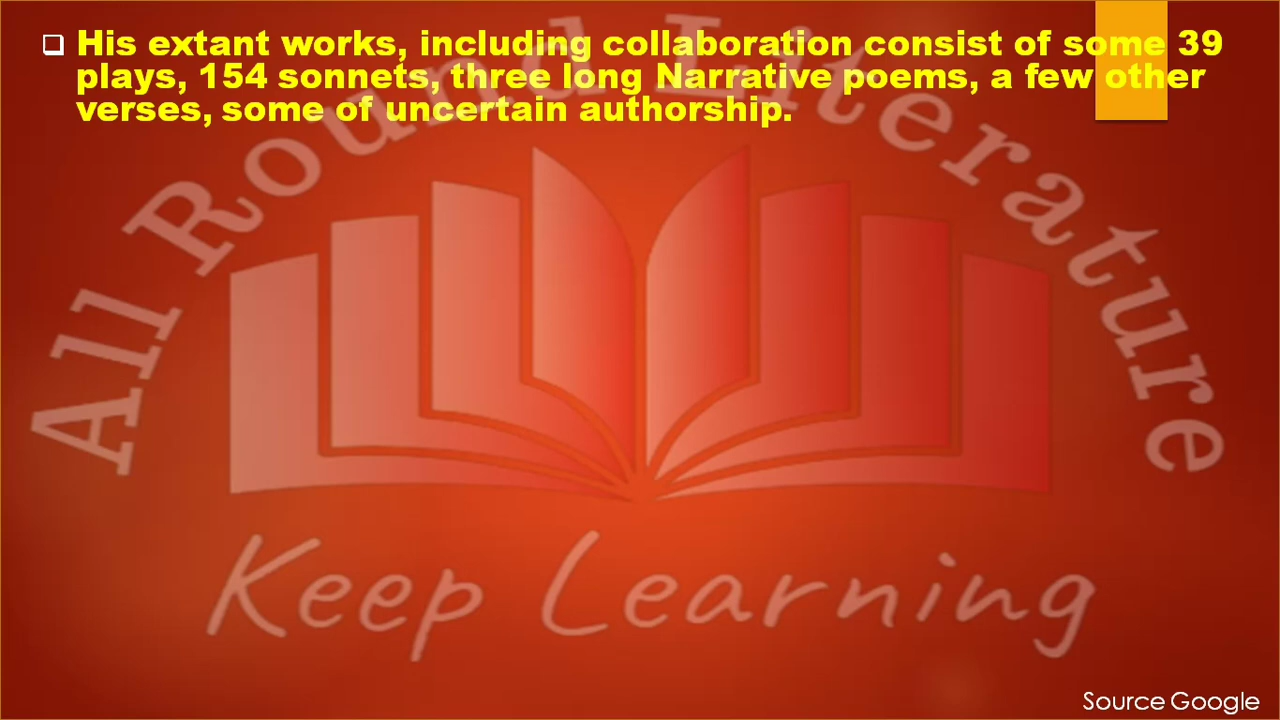 His extant works, including collaboration consist of some 39
plays, 154 sonnets, three long Narrative poems, a few other
verses, some of uncertain authorship.
All Round Literature
Keep Learning
Source Google